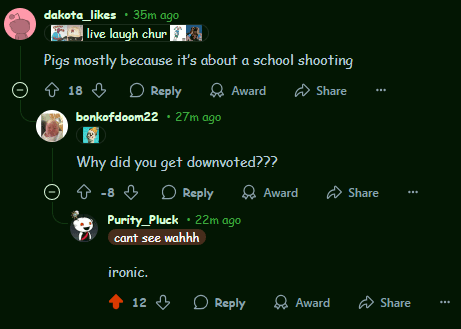 dakota_likes • 35m ago
live laugh chur
Pigs mostly because it's about a school shooting
18 Reply Award Share ...
bonkofdoom22 • 27m ago
Why did you get downvoted???
-8 Reply Award Share ...
Purity_Pluck • 22m ago
cant see wahhh
ironic.
12 Reply Award Share ...